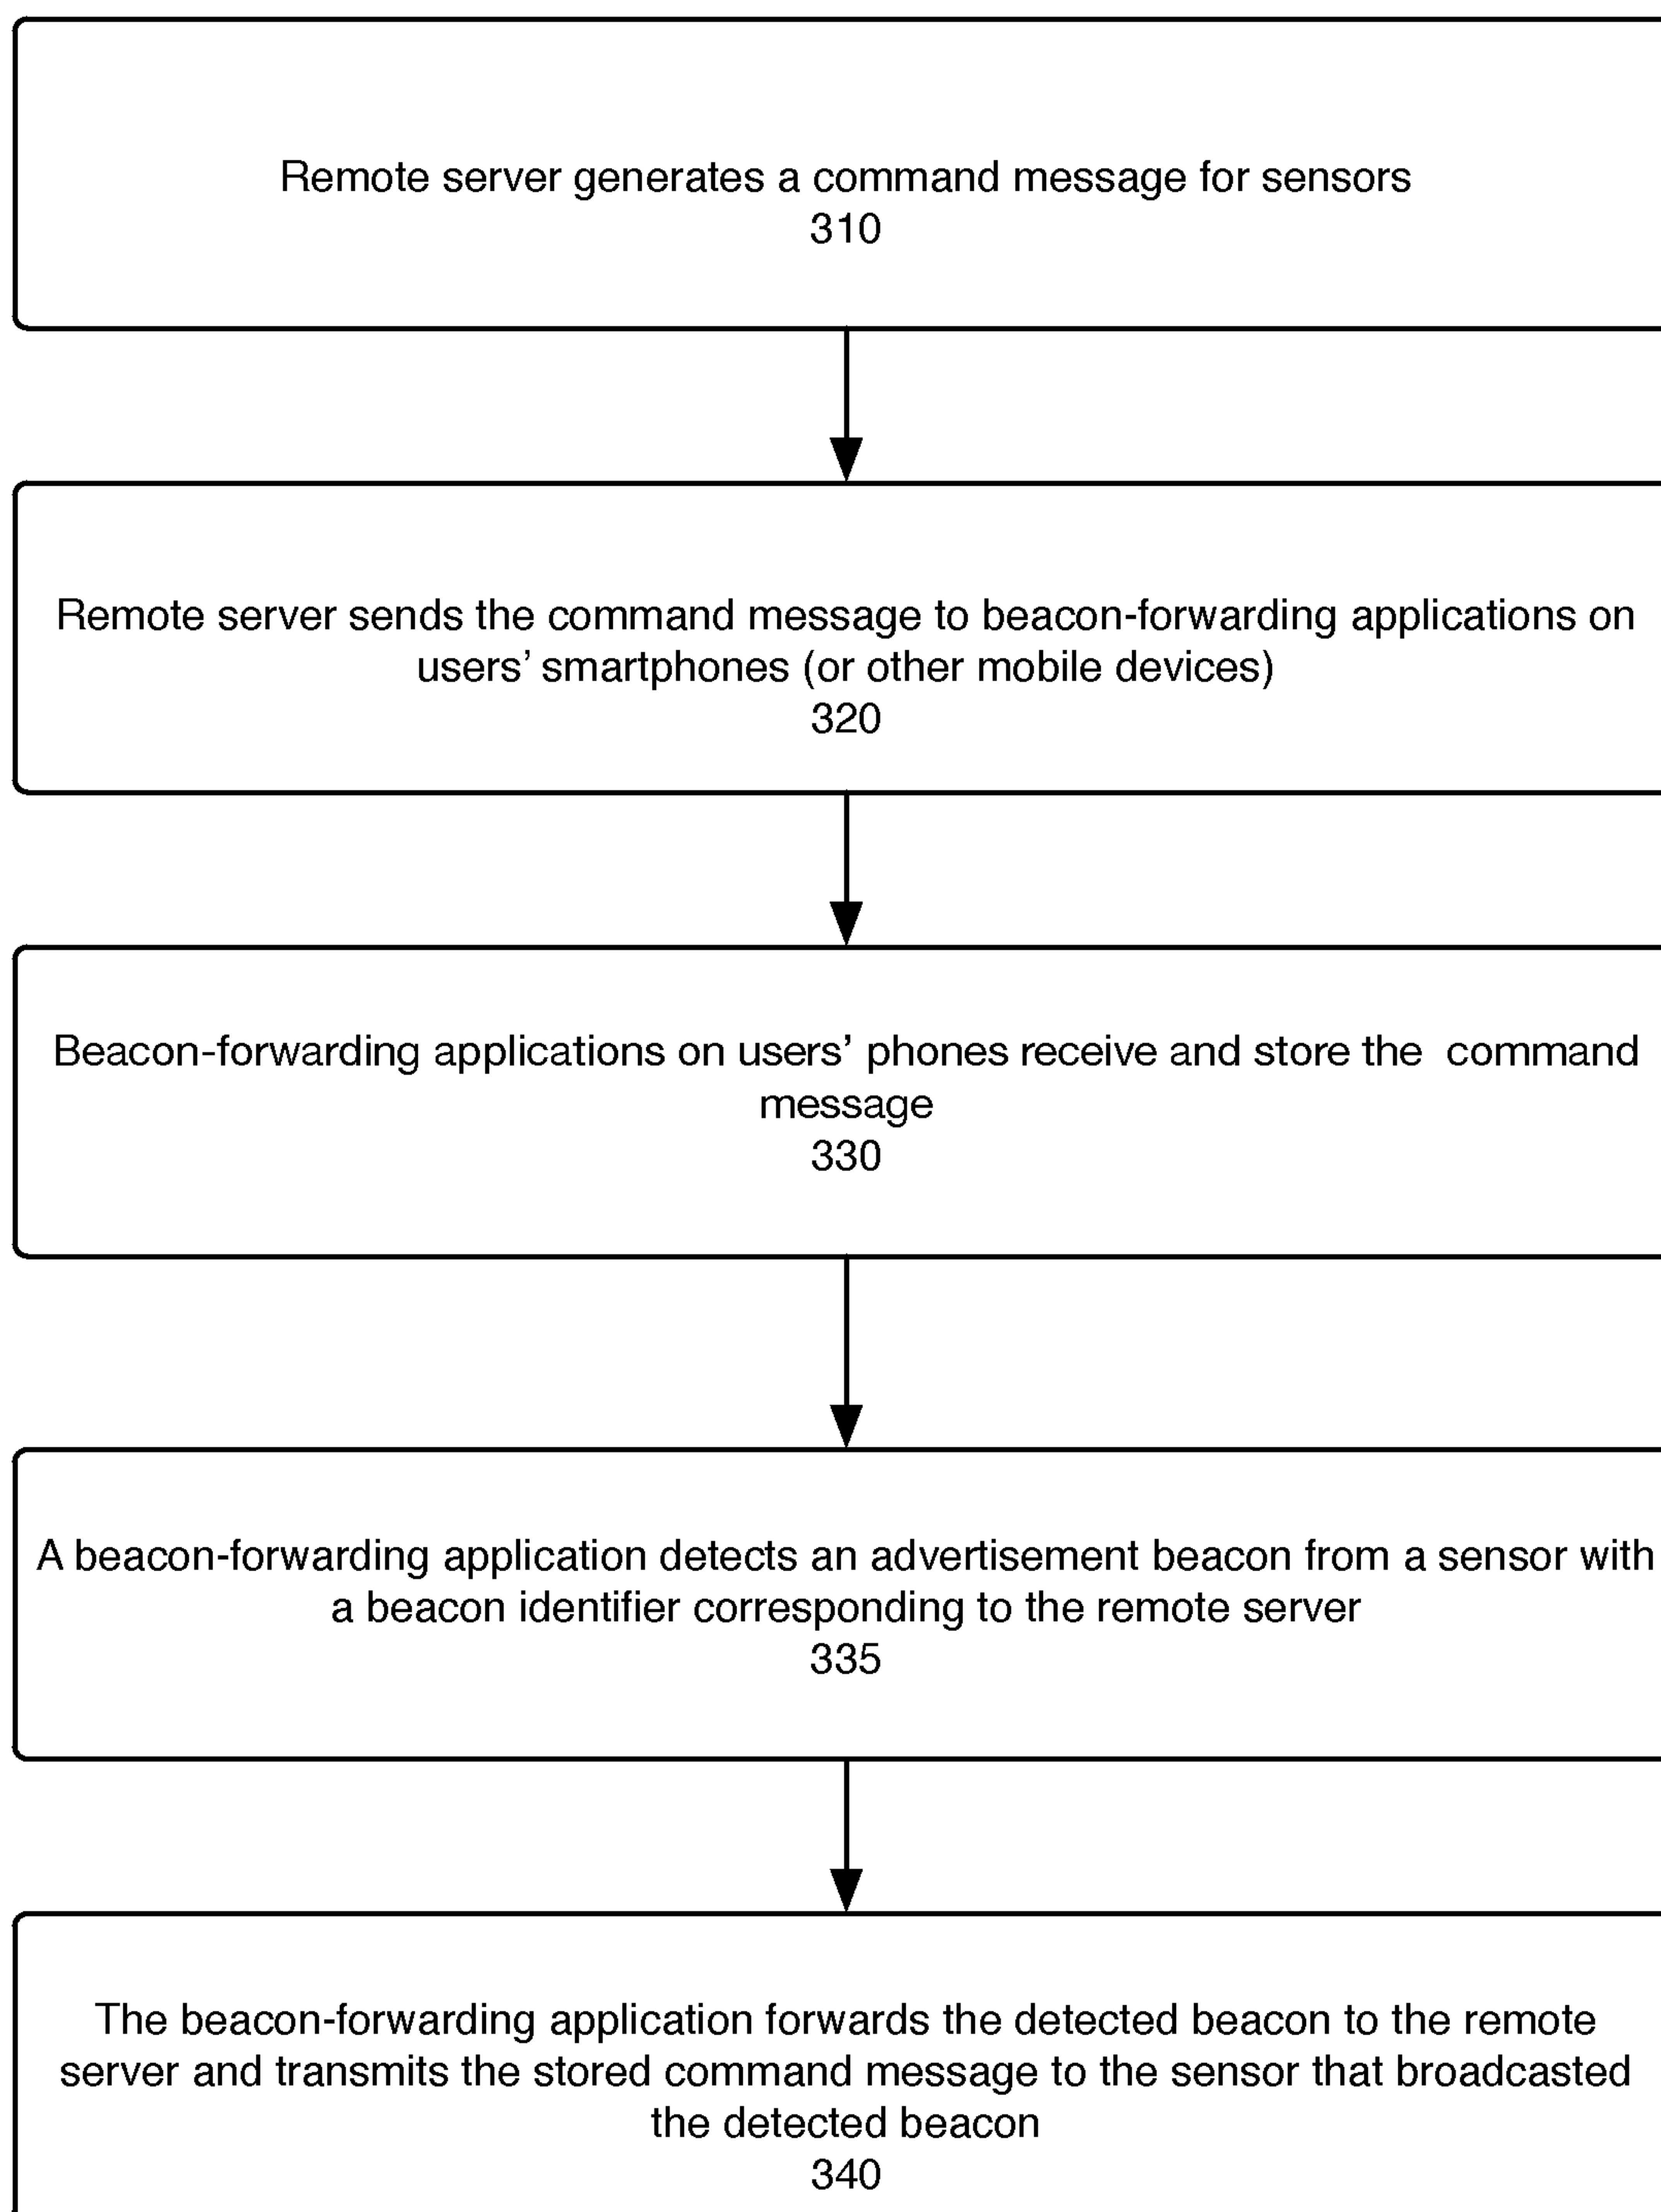 Remote server generates a command message for sensors
310
Remote server sends the command message to beacon-forwarding applications on
users’ smartphones (or other mobile devices)
320
Beacon-forwarding applications on users’ phones receive and store the  command
message
330
A beacon-forwarding application detects an advertisement beacon from a sensor with
a beacon identifier corresponding to the remote server
335
The beacon-forwarding application forwards the detected beacon to the remote
server and transmits the stored command message to the sensor that broadcasted
the detected beacon
340